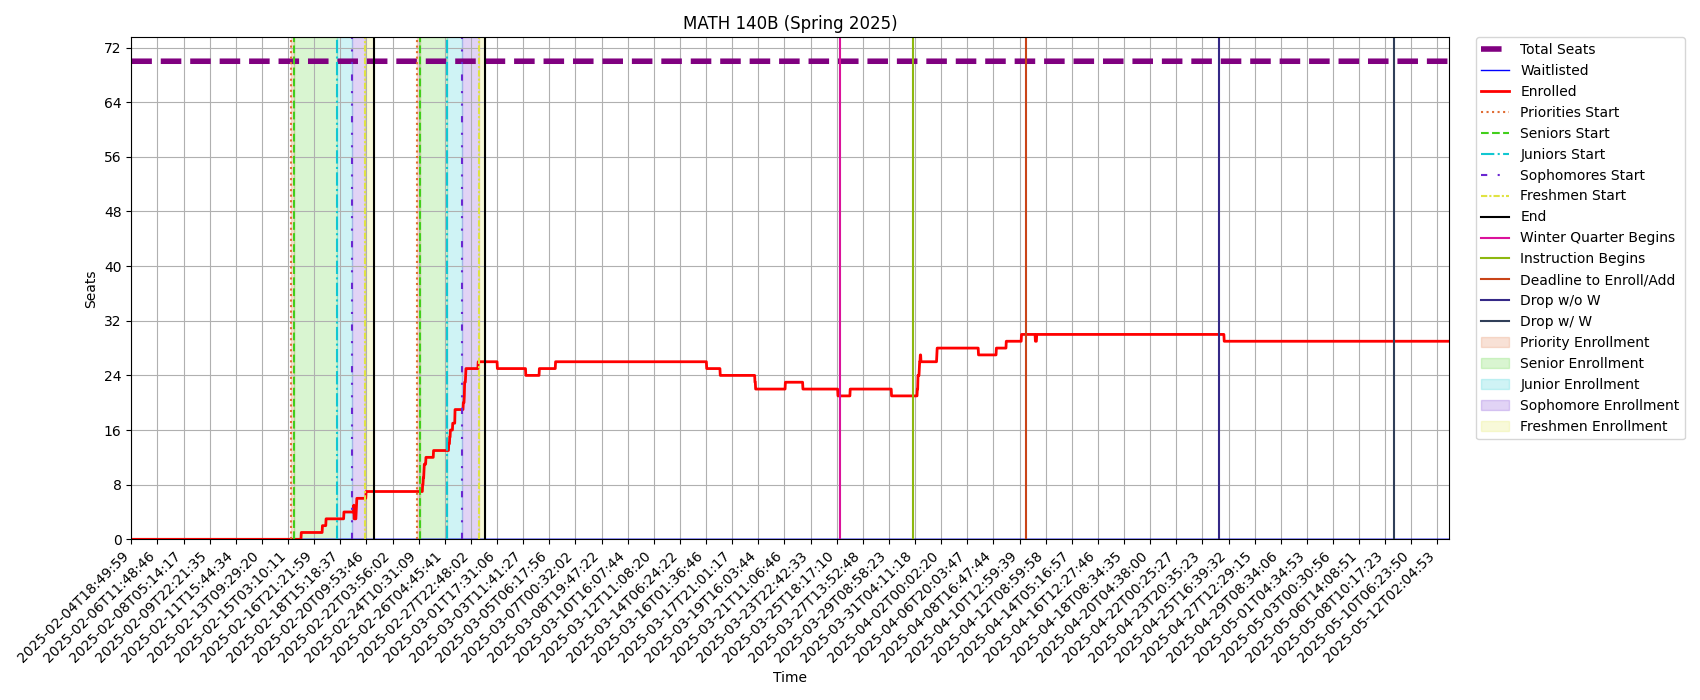 MATH 140B (Spring 2025)
Seats
72
64
56
48
40
32
24
16
8
0
2025-02-04T18:49:59
2025-02-06T11:48:46
2025-02-08T05:14:17
2025-02-09T22:21:35
2025-02-11T15:44:34
2025-02-13T09:29:20
2025-02-15T03:10:11
2025-02-16T21:21:59
2025-02-18T15:18:37
2025-02-20T09:53:46
2025-02-22T03:56:02
2025-02-24T10:31:09
2025-02-26T04:45:41
2025-02-27T22:48:02
2025-03-01T17:31:06
2025-03-03T11:41:27
2025-03-05T06:17:56
2025-03-07T00:32:02
2025-03-08T19:47:22
2025-03-10T16:07:44
2025-03-12T11:08:20
2025-03-14T06:24:22
2025-03-16T01:36:46
2025-03-17T21:01:17
2025-03-19T16:03:44
2025-03-21T11:06:46
2025-03-23T22:42:33
2025-03-25T18:17:10
2025-03-27T13:52:48
2025-03-29T08:58:23
2025-03-31T04:11:18
2025-04-02T00:02:20
2025-04-06T20:03:47
2025-04-08T16:47:44
2025-04-10T12:59:39
2025-04-12T08:59:58
2025-04-14T05:16:57
2025-04-16T12:27:46
2025-04-18T08:34:35
2025-04-20T04:38:00
2025-04-22T00:25:27
2025-04-23T20:35:23
2025-04-25T16:39:32
2025-04-27T12:29:15
2025-04-29T08:34:06
2025-05-01T04:34:53
2025-05-03T00:30:56
2025-05-06T14:08:51
2025-05-08T10:17:23
2025-05-10T06:23:50
2025-05-12T02:04:53
Time
Total Seats
Waitlisted
Enrolled
Priorities Start
Seniors Start
Juniors Start
Sophomores Start
Freshmen Start
End
Winter Quarter Begins
Instruction Begins
Deadline to Enroll/Add
Drop w/o W
Drop w/ W
Priority Enrollment
Senior Enrollment
Junior Enrollment
Sophomore Enrollment
Freshmen Enrollment